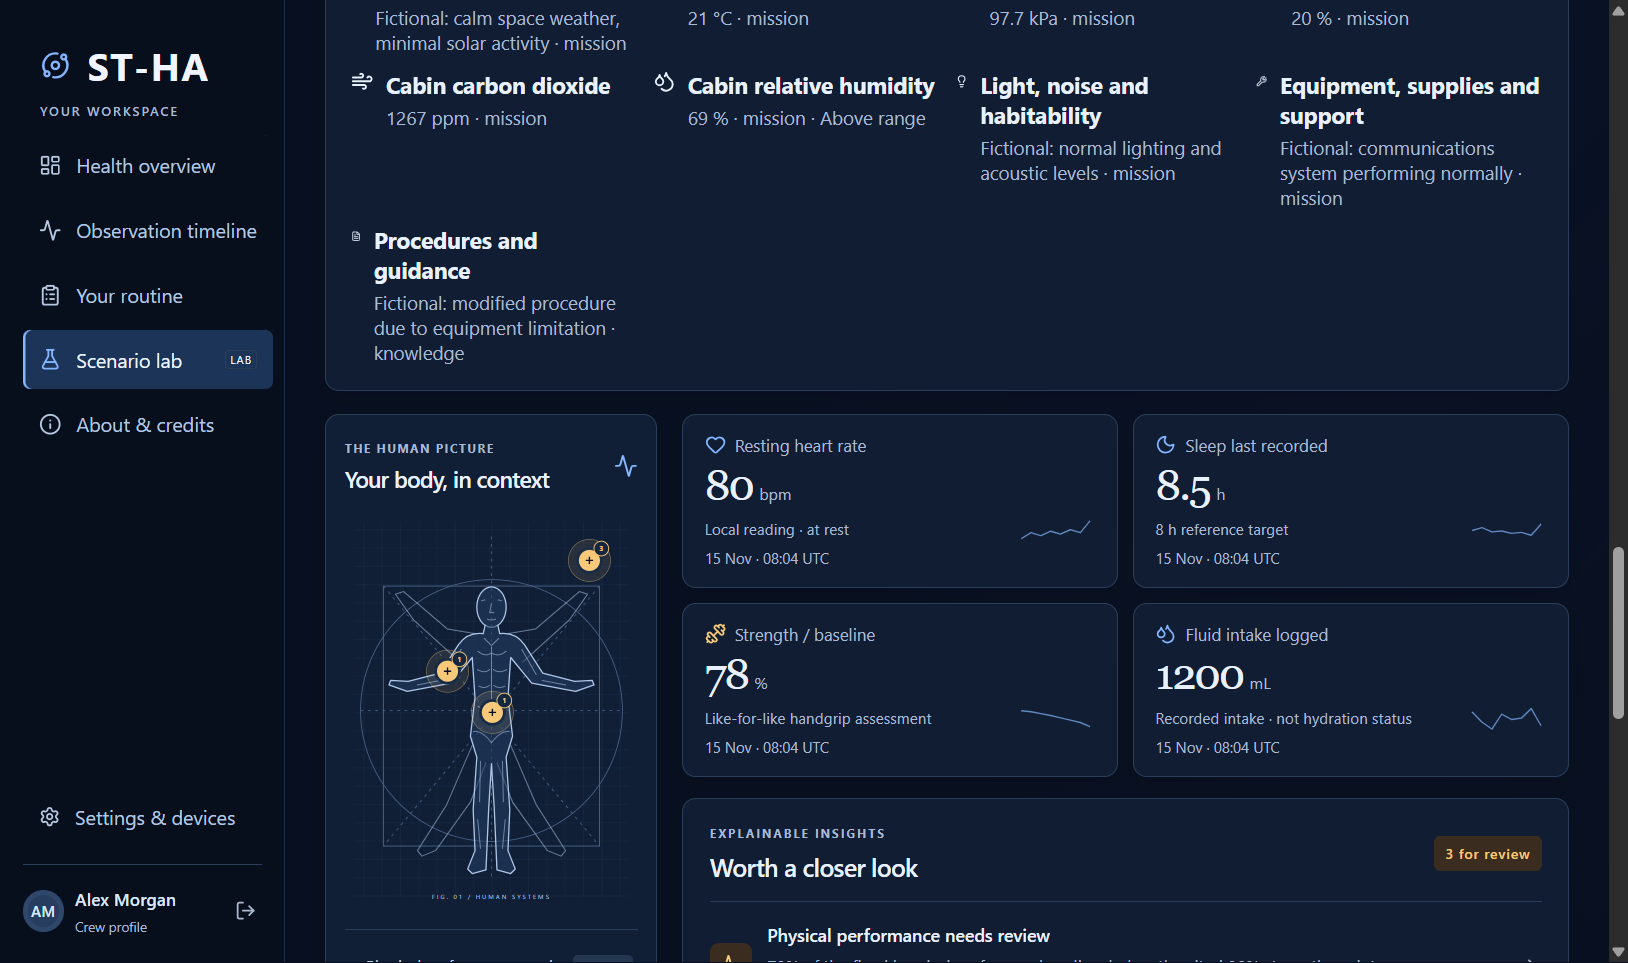 ST-HA
YOUR WORKSPACE
Health overview
Observation timeline
Your routine
Scenario lab
LAB
About & credits
Settings & devices
AM
Alex Morgan
Crew profile
Fictional: calm space weather,
minimal solar activity · mission
21 °C · mission
97.7 kPa · mission
20 % · mission
Cabin carbon dioxide
1267 ppm · mission
Cabin relative humidity
69 % · mission · Above range
Light, noise and
habitability
Fictional: normal lighting and
acoustic levels · mission
Equipment, supplies and
support
Fictional: communications
system performing normally ·
mission
Procedures and
guidance
Fictional: modified procedure
due to equipment limitation ·
knowledge
THE HUMAN PICTURE
Your body, in context
3
1
1
FIG. 01 / HUMAN SYSTEMS
Resting heart rate
80 bpm
Local reading · at rest
15 Nov · 08:04 UTC
Sleep last recorded
8.5 h
8 h reference target
15 Nov · 08:04 UTC
Strength / baseline
78 %
Like-for-like handgrip assessment
15 Nov · 08:04 UTC
Fluid intake logged
1200 mL
Recorded intake · not hydration status
15 Nov · 08:04 UTC
EXPLAINABLE INSIGHTS
Worth a closer look
3 for review
Physical performance needs review